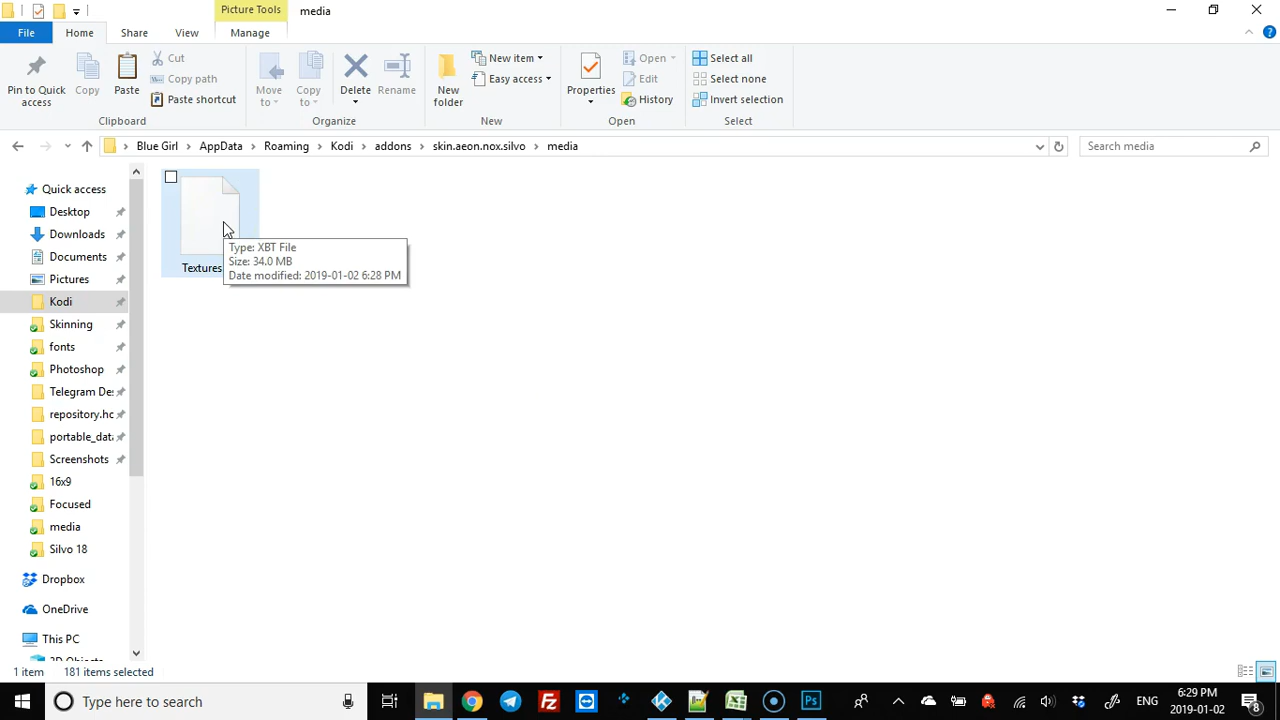 Picture Tools media
File Home Share View Manage
Pin to Quick access
Copy
Paste
Cut
Copy path
Paste shortcut
Clipboard
Move to
Copy to
Delete
Rename
Organize
New folder
New item
Easy access
New
Properties
Open
Edit
History
Open
Select all
Select none
Invert selection
Select
Blue Girl > AppData > Roaming > Kodi > addons > skin.aeon.nox.silvo > media
Search media
Quick access
Desktop
Downloads
Documents
Pictures
Kodi
Skinning
fonts
Photoshop
Telegram De:
repository.hc
portable_data
Screenshots
16x9
Focused
media
Silvo 18
Dropbox
OneDrive
This PC
3D Objects
Textures
Type: XBT File
Size: 34.0 MB
Date modified: 2019-01-02 6:28 PM
1 item 181 items selected
Type here to search
ENG
6:29 PM
2019-01-02
8